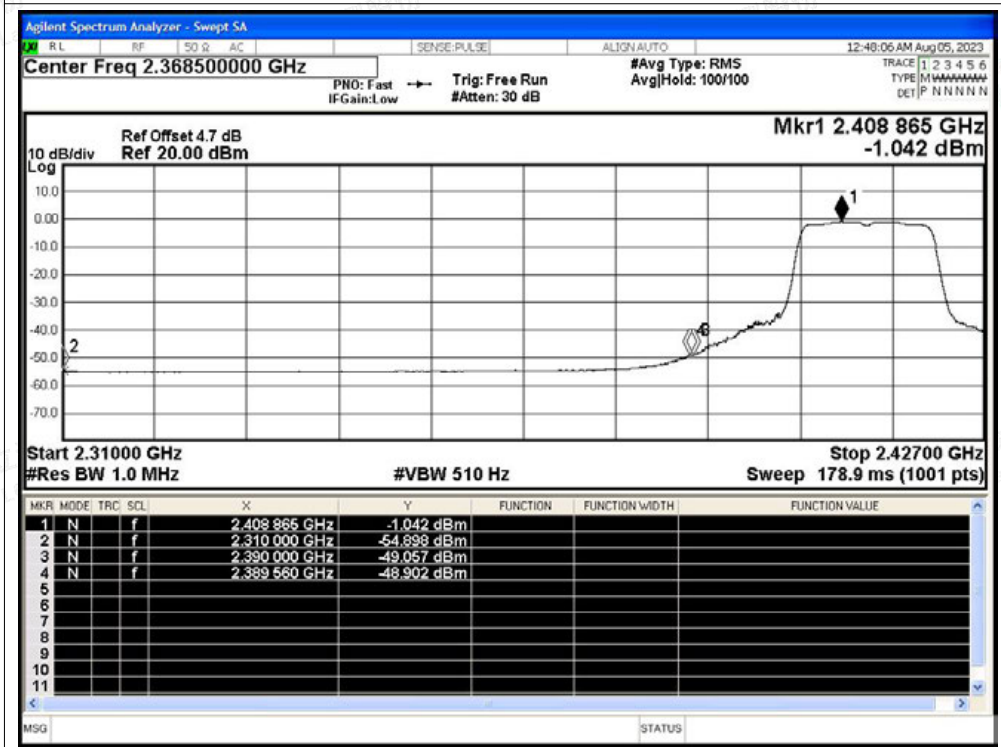 Agilent Spectrum Analyzer - Swept SA
RL RF 50 Ω AC SENSE:PULSE ALIGN AUTO 12:48:06 AM Aug 05, 2023
Center Freq 2.368500000 GHz #Avg Type: RMS TRACE 1 2 3 4 5 6
PNO: Fast Trig: Free Run Avg|Hold: 100/100 TYPE M WWWWW
IFGain:Low #Atten: 30 dB DET P N N N N N
Mkr1 2.408 865 GHz
Ref Offset 4.7 dB
10 dB/div Ref 20.00 dBm -1.042 dBm
Log
10.0
1
0.00
-10.0
-20.0
-30.0
-40.0
4 3
2
-50.0
-60.0
-70.0
Start 2.31000 GHz Stop 2.42700 GHz
#Res BW 1.0 MHz #VBW 510 Hz Sweep 178.9 ms (1001 pts)
MKR MODE TRC SCL X Y FUNCTION FUNCTION WIDTH FUNCTION VALUE
1 N f 2.408 865 GHz -1.042 dBm
2 N f 2.310 000 GHz -54.898 dBm
3 N f 2.390 000 GHz -49.057 dBm
4 N f 2.389 560 GHz -48.902 dBm
5
6
7
8
9
10
11
MSG STATUS